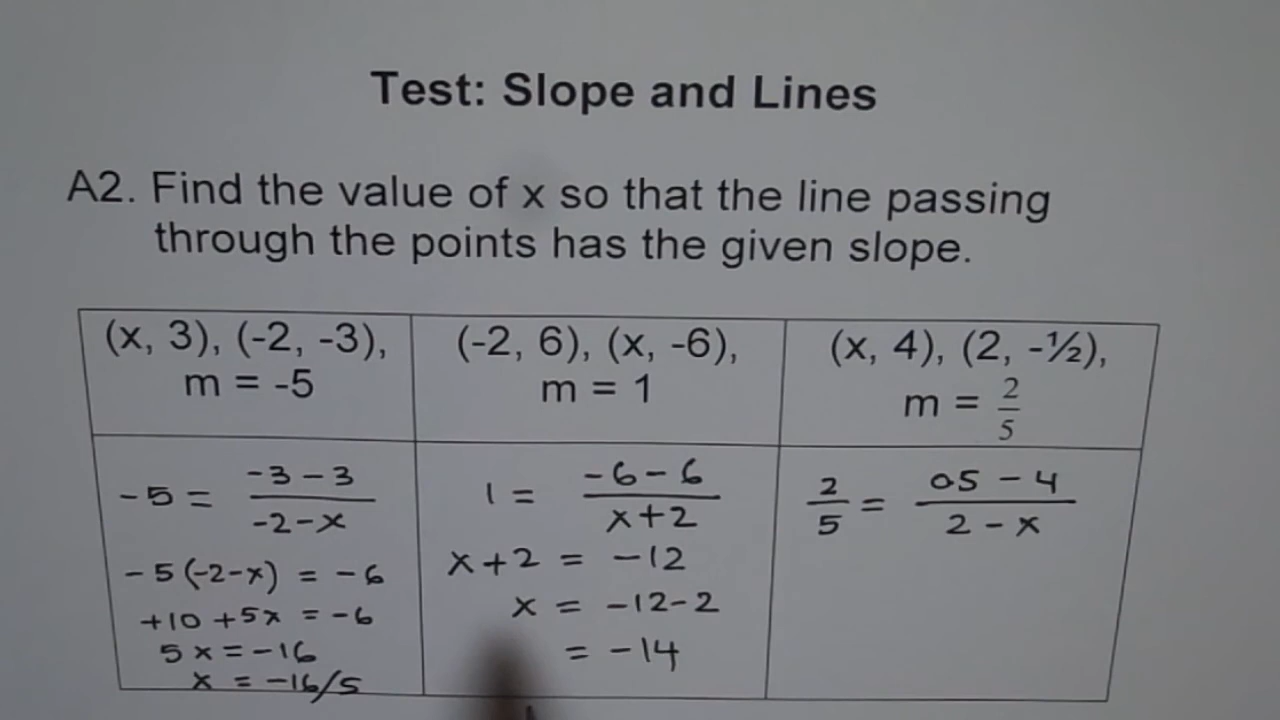 Test: Slope and Lines
A2. Find the value of x so that the line passing
through the points has the given slope.
(x, 3), (-2, -3),
m = -5
(-2, 6), (x, -6),
m = 1
(x, 4), (2, -½),
m = 2/5
-5 = (-3-3)/(-2-x)
-5(-2-x) = -6
+10 +5x = -6
5x = -16
x = -16/5
1 = (-6-6)/(x+2)
x+2 = -12
x = -12-2
= -14
2/5 = (05-4)/(2-x)